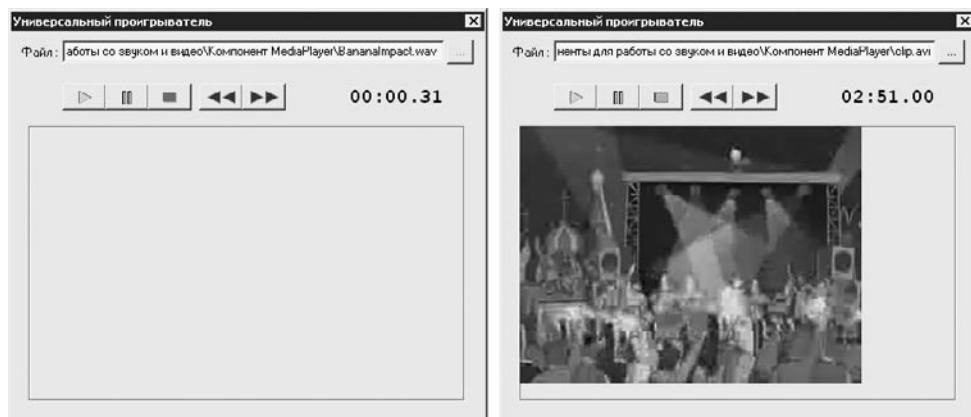 Универсальный проигрыватель
Файл: аботы со звуком и видео\Компонент MediaPlayer\BananaImpact.wav ...
00:00.31
Универсальный проигрыватель
Файл: ненты для работы со звуком и видео\Компонент MediaPlayer\clip.avi ...
02:51.00